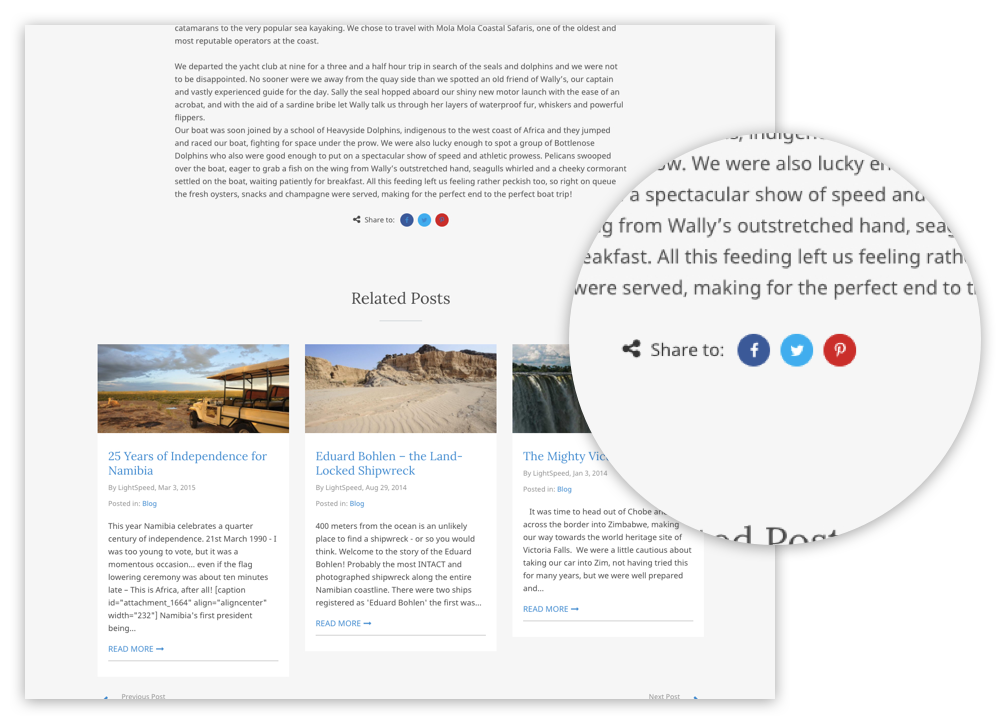 catamarans to the very popular sea kayaking. We chose to travel with Mola Mola Coastal Safaris, one of the oldest and
most reputable operators at the coast.
We departed the yacht club at nine for a three and a half hour trip in search of the seals and dolphins and we were not
to be disappointed. No sooner were we away from the quay side than we spotted an old friend of Wally's, our captain
and vastly experienced guide for the day. Sally the seal hopped aboard our shiny new motor launch with the ease of an
acrobat, and with the aid of a sardine bribe let Wally talk us through her layers of waterproof fur, whiskers and powerful
flippers.
Our boat was soon joined by a school of Heavyside Dolphins, indigenous to the west coast of Africa and they jumped
and raced our boat, fighting for space under the prow. We were also lucky enough to spot a group of Bottlenose
Dolphins who also were good enough to put on a spectacular show of speed and athletic prowess. Pelicans swooped
over the boat, eager to grab a fish on the wing from Wally's outstretched hand, seagulls whirled and a cheeky cormorant
settled on the boat, waiting patiently for breakfast. All this feeding left us feeling rather peckish too, so right on queue
the fresh oysters, snacks and champagne were served, making for the perfect end to the perfect boat trip!
Share to:
Related Posts
25 Years of Independence for
Namibia
By LightSpeed, Mar 3, 2015
Posted in: Blog
This year Namibia celebrates a quarter
century of independence. 21st March 1990 - I
was too young to vote, but it was a
momentous occasion... even if the flag
lowering ceremony was about ten minutes
late – This is Africa, after all! [caption
id="attachment_1664" align="aligncenter"
width="232"] Namibia's first president
being...
READ MORE
Eduard Bohlen – the Land-
Locked Shipwreck
By LightSpeed, Aug 29, 2014
Posted in: Blog
400 meters from the ocean is an unlikely
place to find a shipwreck - or so you would
think. Welcome to the story of the Eduard
Bohlen! Probably the most INTACT and
photographed shipwreck along the entire
Namibian coastline. There were two ships
registered as 'Eduard Bohlen' the first was...
READ MORE
The Mighty Vic
By LightSpeed, Jan 3, 2014
Posted in: Blog
It was time to head out of Chobe and
across the border into Zimbabwe, making
our way towards the world heritage site of
Victoria Falls. We were a little cautious about
taking our car into Zim, not having tried this
for many years, but we were well prepared
and...
READ MORE
Previous Post
Next Post
ow. We were also lucky en
a spectacular show of speed and
g from Wally's outstretched hand, seag
eakfast. All this feeding left us feeling rath
were served, making for the perfect end to t
Share to:
ed Post